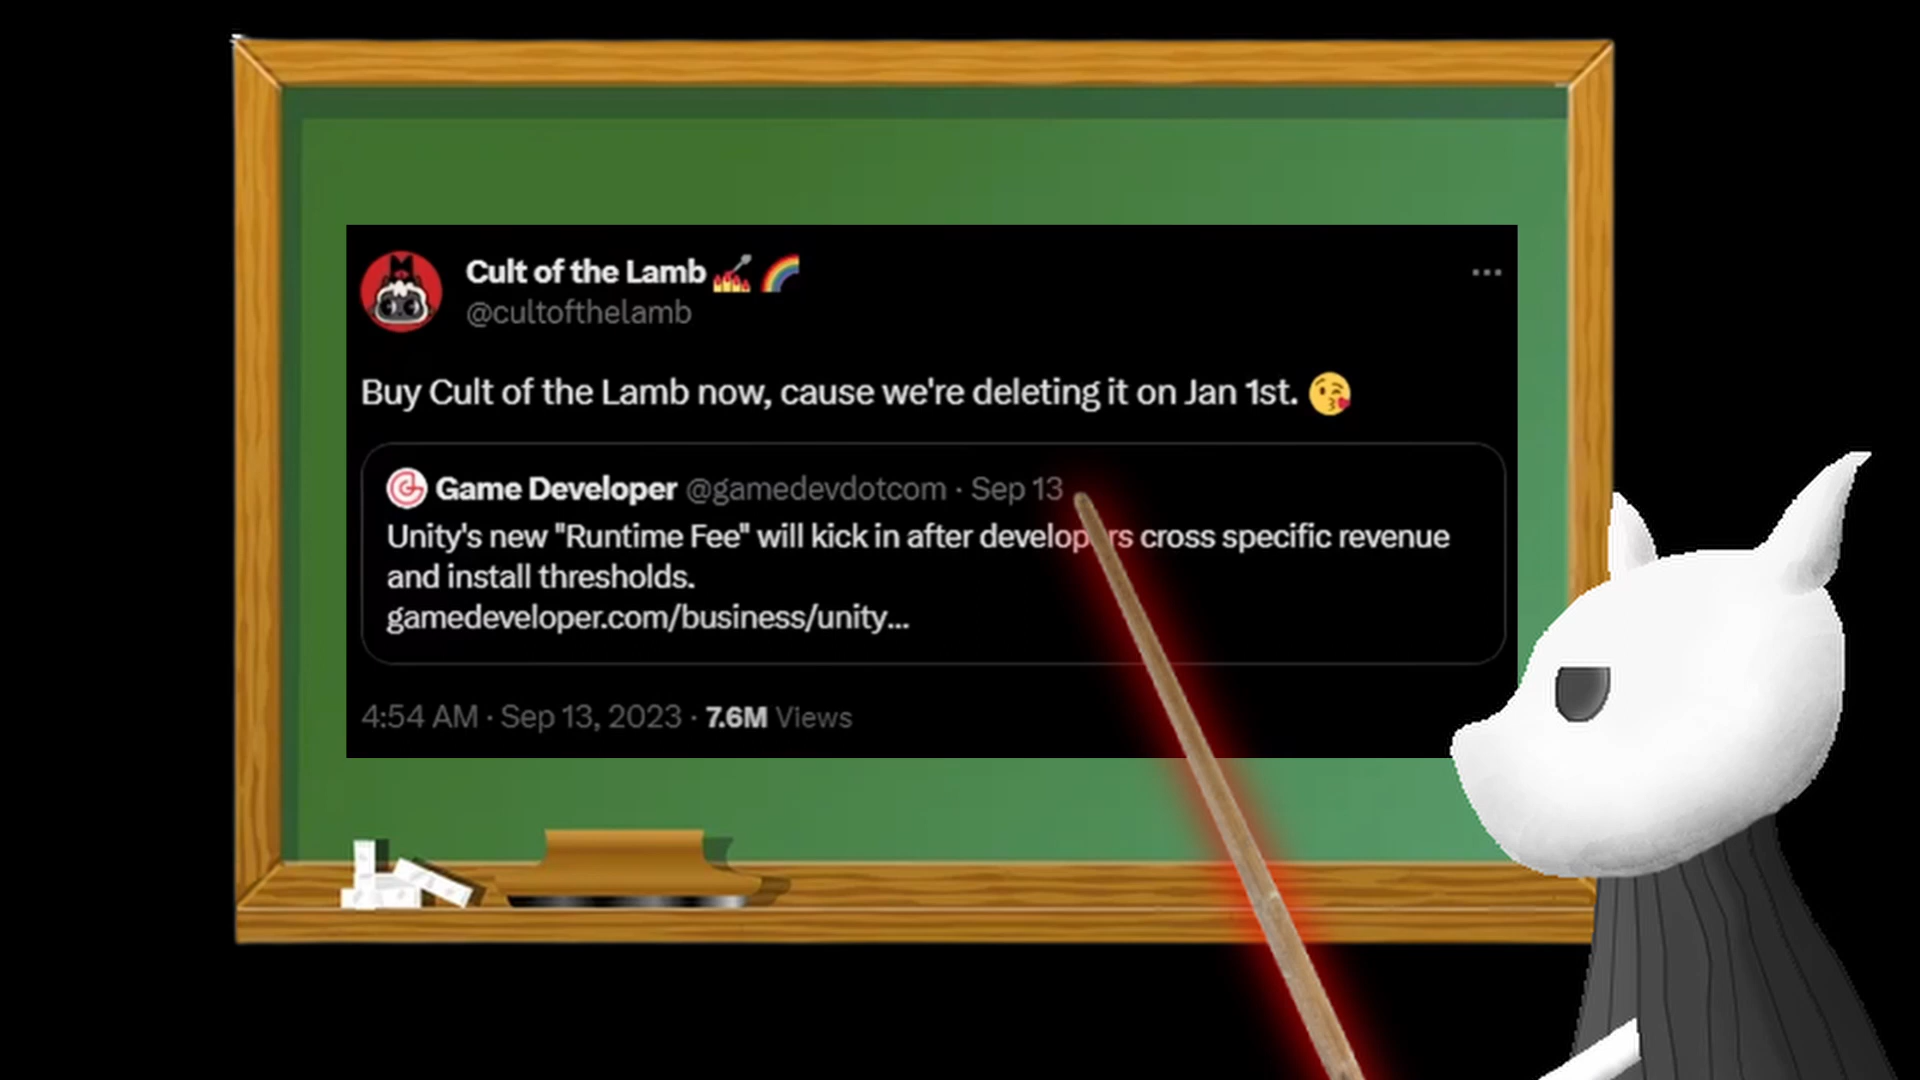 Cult of the Lamb
@cultofthelamb
Buy Cult of the Lamb now, cause we're deleting it on Jan 1st. 😘
Game Developer @gamedevdotcom · Sep 13
Unity's new "Runtime Fee" will kick in after developers cross specific revenue
and install thresholds.
gamedeveloper.com/business/unity...
4:54 AM · Sep 13, 2023 · 7.6M Views